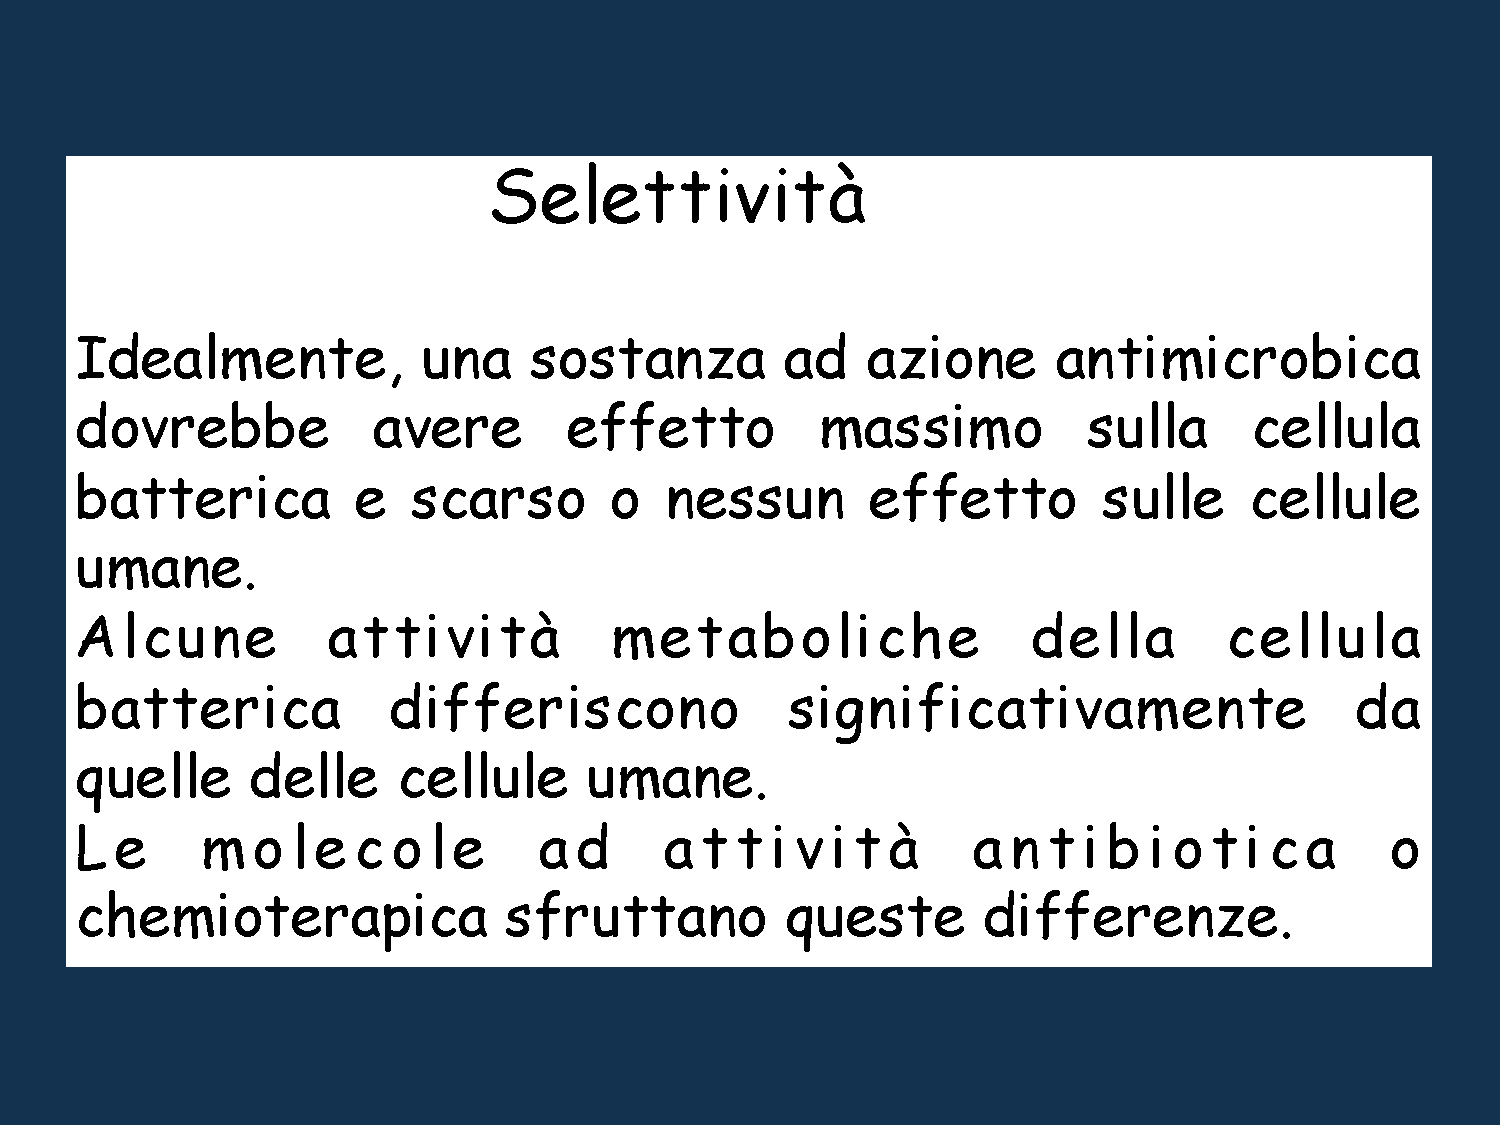 Selettività
Idealmente, una sostanza ad azione antimicrobica
dovrebbe avere effetto massimo sulla cellula
batterica e scarso o nessun effetto sulle cellule
umane.
Alcune attività metaboliche della cellula
batterica differiscono significativamente da
quelle delle cellule umane.
Le molecole ad attività antibiotica o
chemioterapica sfruttano queste differenze.